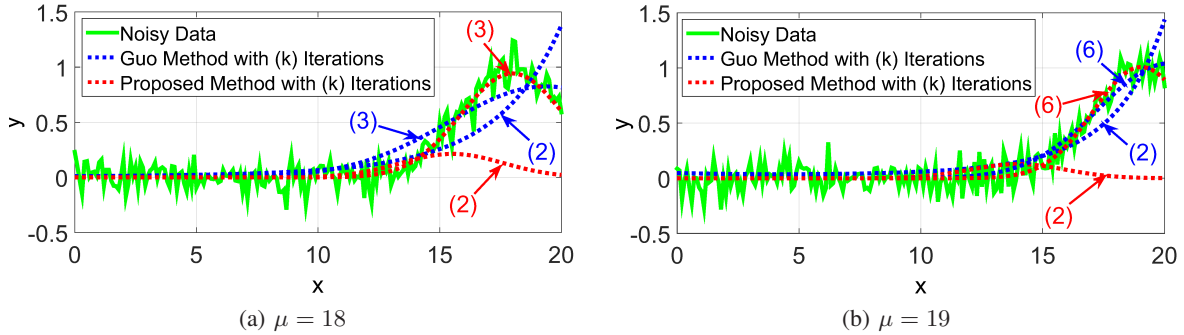 1.5
1
0.5
0
-0.5
y
Noisy Data
Guo Method with (k) Iterations
Proposed Method with (k) Iterations
(3)
(3)
(2)
(2)
0
5
10
15
20
x
(a) μ = 18
1.5
1
0.5
0
-0.5
y
Noisy Data
Guo Method with (k) Iterations
Proposed Method with (k) Iterations
(6)
(6)
(2)
(2)
0
5
10
15
20
x
(b) μ = 19